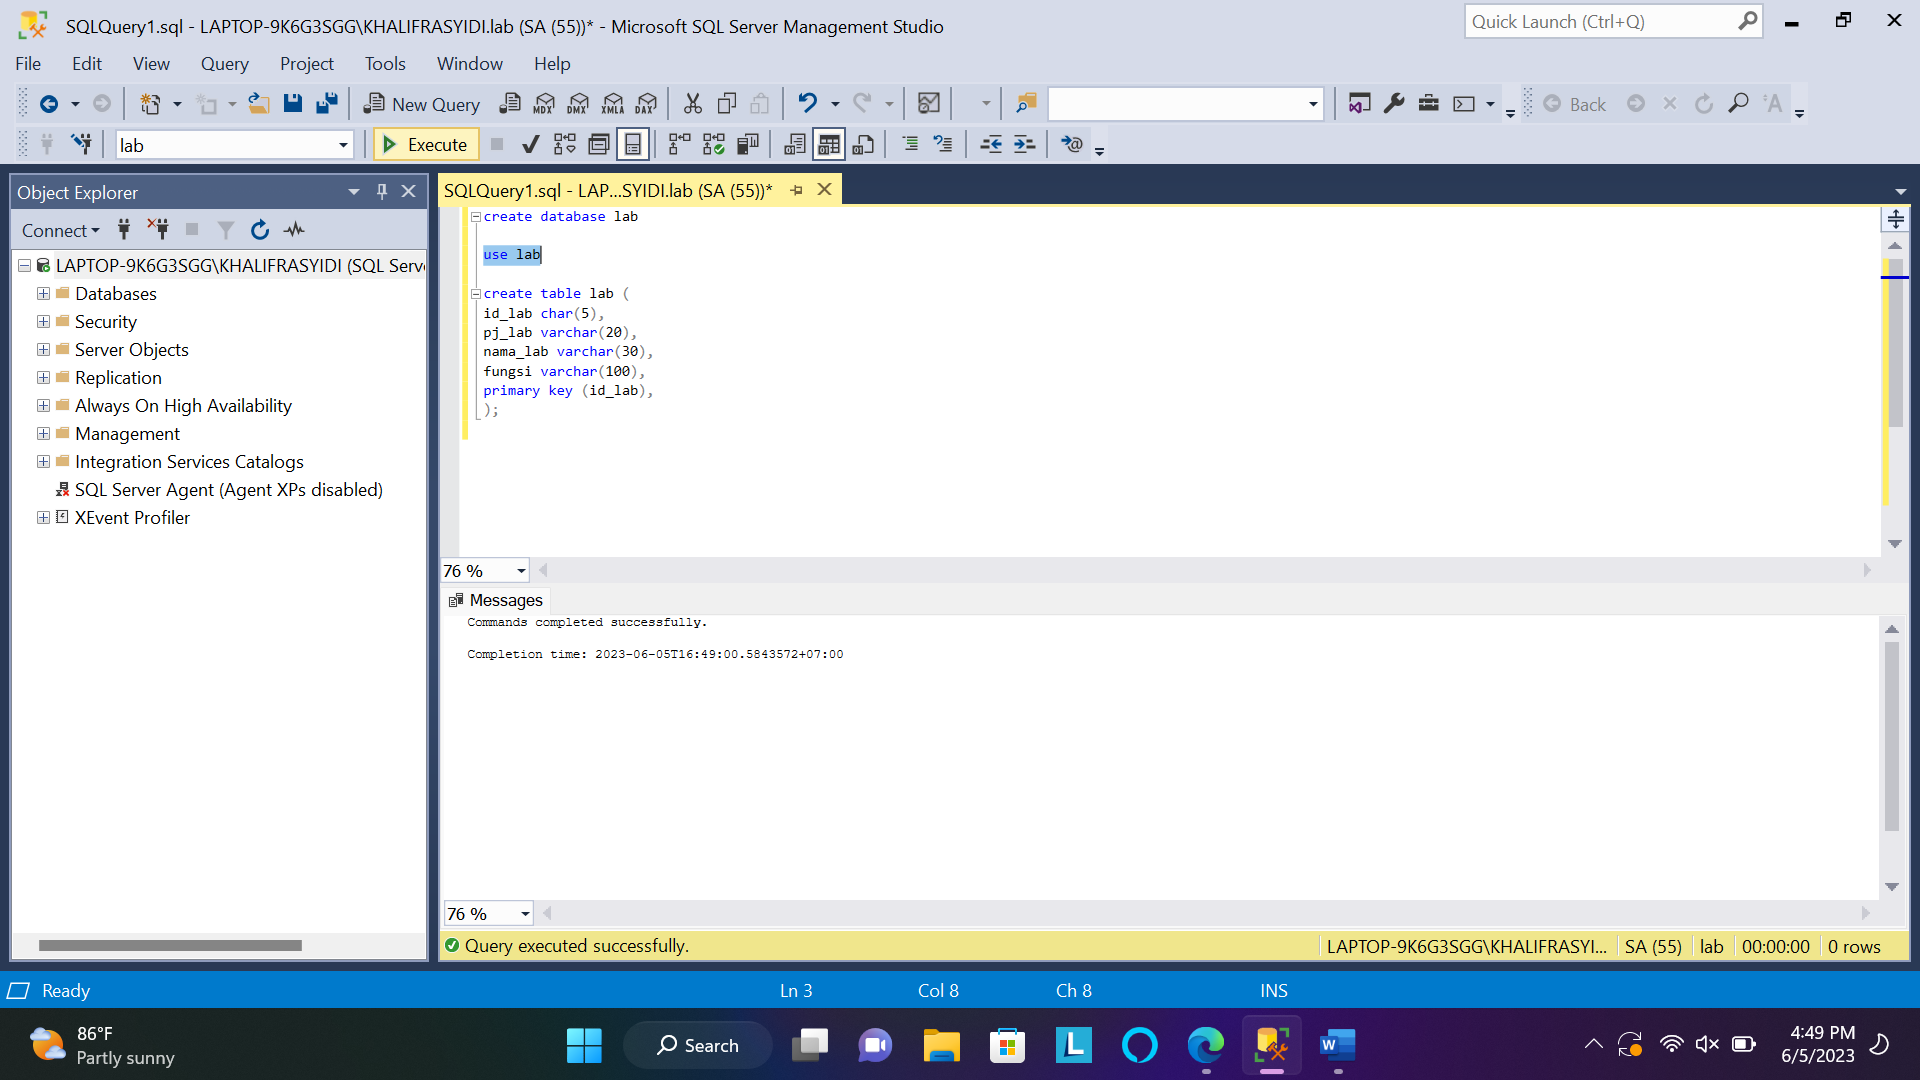 SQLQuery1.sql - LAPTOP-9K6G3SGG\KHALIFRASYIDI.lab (SA (55))* - Microsoft SQL Server Management Studio
Quick Launch (Ctrl+Q)
File Edit View Query Project Tools Window Help
New Query MDX DMX XMLA DAX Back
lab Execute
Object Explorer
Connect
LAPTOP-9K6G3SGG\KHALIFRASYIDI (SQL Serv
Databases
Security
Server Objects
Replication
Always On High Availability
Management
Integration Services Catalogs
SQL Server Agent (Agent XPs disabled)
XEvent Profiler
SQLQuery1.sql - LAP...SYIDI.lab (SA (55))*
create database lab
use lab
create table lab (
id_lab char(5),
pj_lab varchar(20),
nama_lab varchar(30),
fungsi varchar(100),
primary key (id_lab),
);
76 %
Messages
Commands completed successfully.
Completion time: 2023-06-05T16:49:00.5843572+07:00
76 %
Query executed successfully. LAPTOP-9K6G3SGG\KHALIFRASYI... SA (55) lab 00:00:00 0 rows
Ready Ln 3 Col 8 Ch 8 INS
86°F
Partly sunny
Search
4:49 PM
6/5/2023